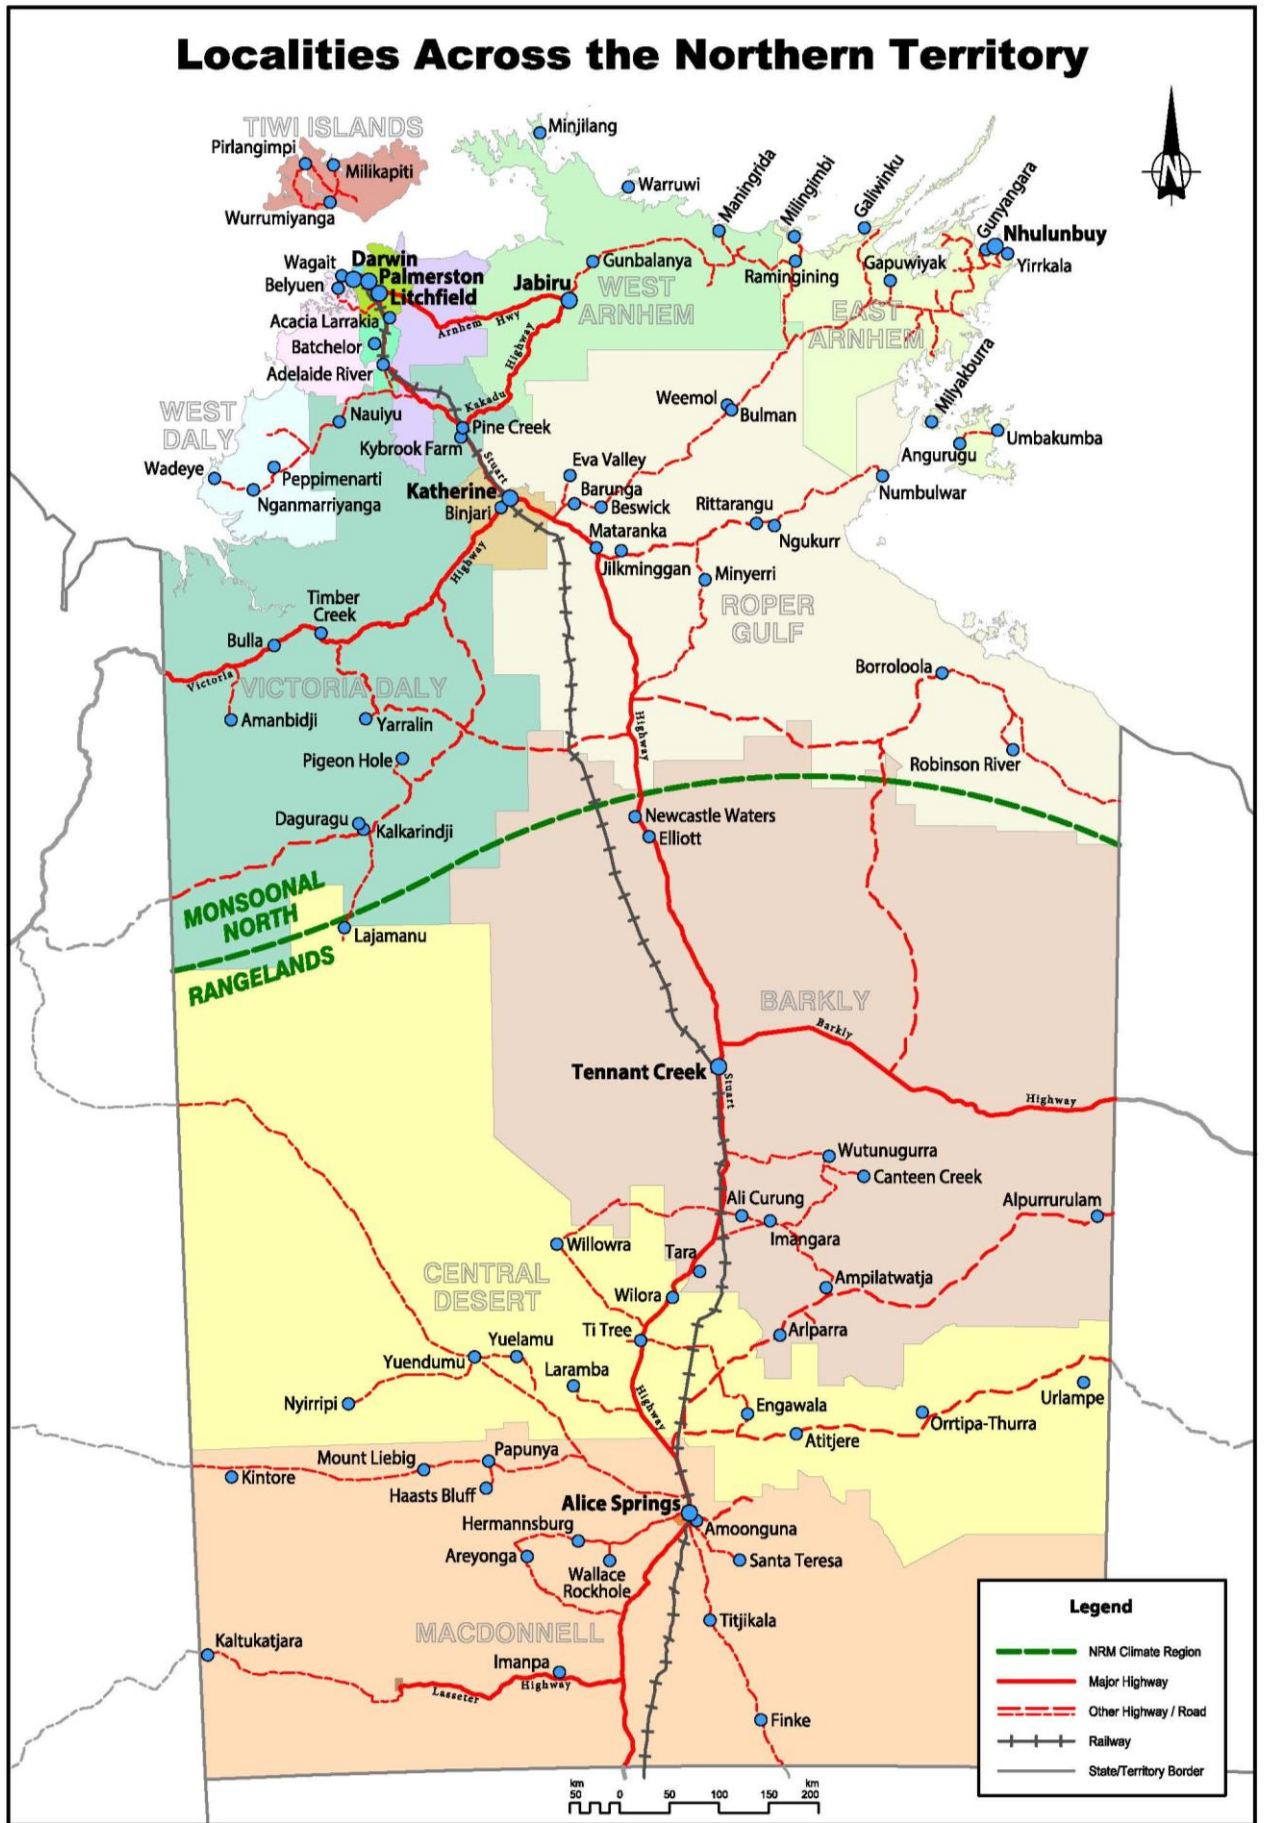 Localities Across the Northern Territory
TIWI ISLANDS
Pirlangimpi
Milikapiti
Wurrumiyanga
Minjilang
Warruwi
Maningrida
Milingimbi
Galiwinku
Gunyangara
Nhulunbuy
Yirrkala
Wagait
Darwin
Belyuen
Palmerston
Litchfield
Gunbalanya
Ramingining
Gapuwiyak
Jabiru
WEST
ARNHEM
EAST
ARNHEM
Acacia Larrakia
Arnhem Hwy
Batchelor
Adelaide River
Kakadu Highway
Milyakburra
WEST
DALY
Nauiyu
Pine Creek
Kybrook Farm
Weemol
Bulman
Umbakumba
Angurugu
Wadeye
Peppimenarti
Nganmarriyanga
Stuart
Eva Valley
Katherine
Barunga
Beswick
Binjari
Rittarangu
Numbulwar
Ngukurr
Mataranka
Jilkminggan
Minyerri
Highway
ROPER
GULF
Timber
Creek
Bulla
Victoria
VICTORIA DALY
Borroloola
Amanbidji
Yarralin
Highway
Pigeon Hole
Robinson River
Daguragu
Kalkarindji
Newcastle Waters
Elliott
MONSOONAL
NORTH
RANGELANDS
Lajamanu
BARKLY
Barkly
Tennant Creek
Stuart
Highway
Wutunugurra
Canteen Creek
Ali Curung
Alpurrurulam
Imangara
Willowra
Tara
CENTRAL
DESERT
Ampilatwatja
Wilora
Ti Tree
Arlparra
Yuelamu
Yuendumu
Laramba
Nyirripi
Highway
Engawala
Urlampe
Orrtipa-Thurra
Atitjere
Papunya
Mount Liebig
Kintore
Haasts Bluff
Alice Springs
Hermannsburg
Amoonguna
Areyonga
Wallace
Rockhole
Santa Teresa
MACDONNELL
Titjikala
Kaltukatjara
Imanpa
Lasseter Highway
Finke
N
Legend
NRM Climate Region
Major Highway
Other Highway / Road
Railway
State/Territory Border
km km
50 0 50 100 150 200